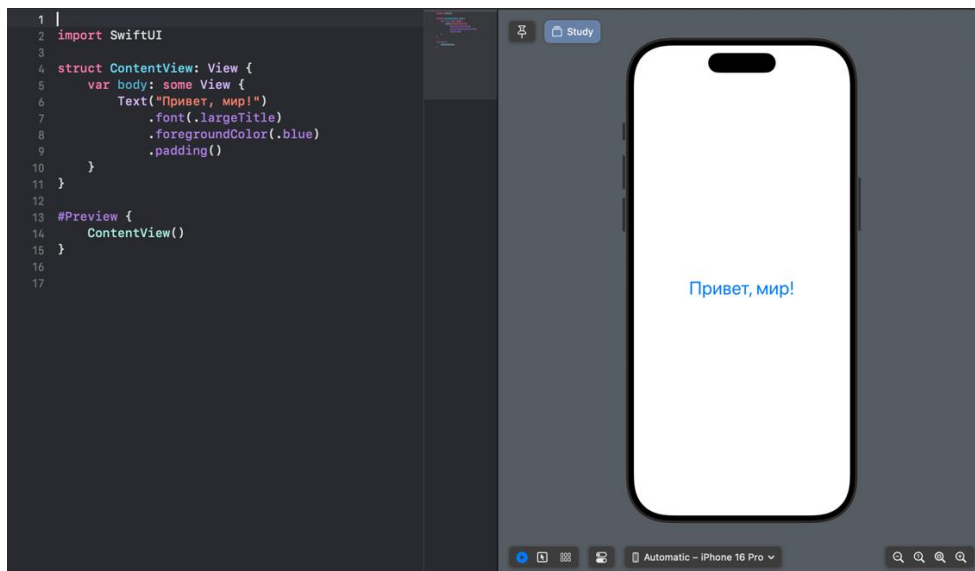 1
2 import SwiftUI
3
4 struct ContentView: View {
5 var body: some View {
6 Text("Привет, мир!")
7 .font(.largeTitle)
8 .foregroundColor(.blue)
9 .padding()
10 }
11 }
12
13 #Preview {
14 ContentView()
15 }
16
17
Study
Привет, мир!
Automatic – iPhone 16 Pro